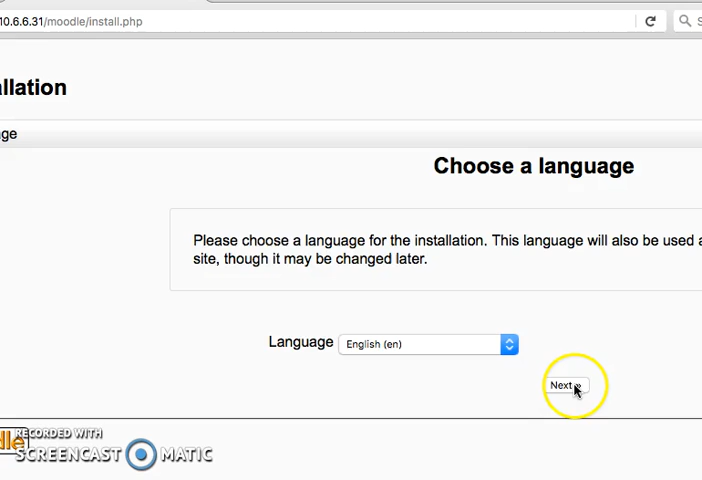 10.6.6.31/moodle/install.php
S
llation
ge
Choose a language
Please choose a language for the installation. This language will also be used a
site, though it may be changed later.
Language English (en)
Next »
dle
RECORDED WITH
SCREENCAST MATIC